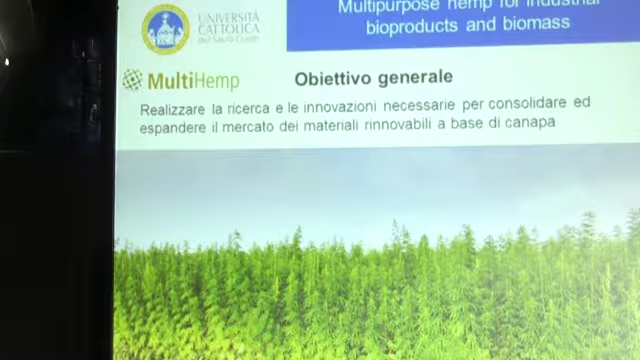 UNIVERSITÀ
CATTOLICA
del Sacro Cuore
Multipurpose hemp for industrial
bioproducts and biomass
MultiHemp
Obiettivo generale
Realizzare la ricerca e le innovazioni necessarie per consolidare ed
espandere il mercato dei materiali rinnovabili a base di canapa